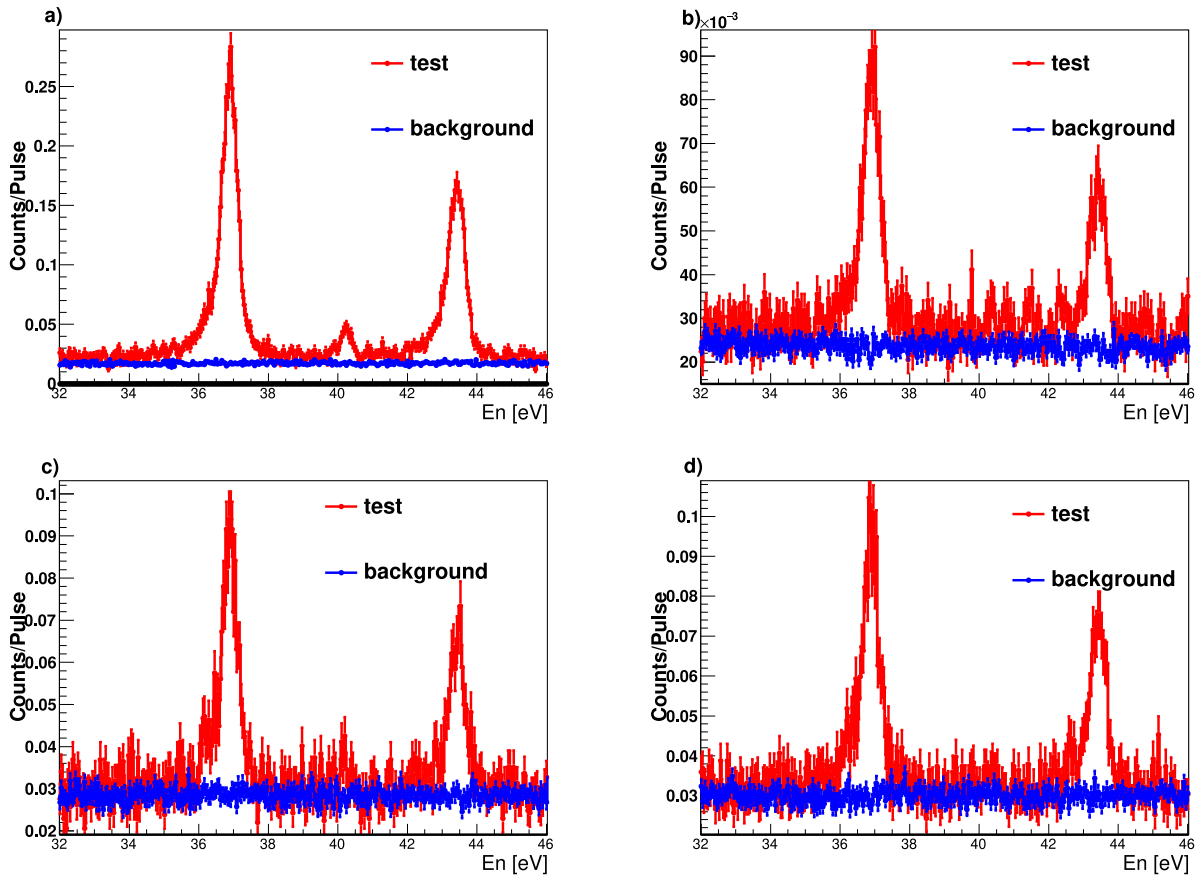 a)
Counts/Pulse
0.25
0.2
0.15
0.1
0.05
0
test
background
32 34 36 38 40 42 44 46
En [eV]
b)
×10⁻³
Counts/Pulse
90
80
70
60
50
40
30
20
test
background
32 34 36 38 40 42 44 46
En [eV]
c)
Counts/Pulse
0.1
0.09
0.08
0.07
0.06
0.05
0.04
0.03
0.02
test
background
32 34 36 38 40 42 44 46
En [eV]
d)
Counts/Pulse
0.1
0.09
0.08
0.07
0.06
0.05
0.04
0.03
test
background
32 34 36 38 40 42 44 46
En [eV]